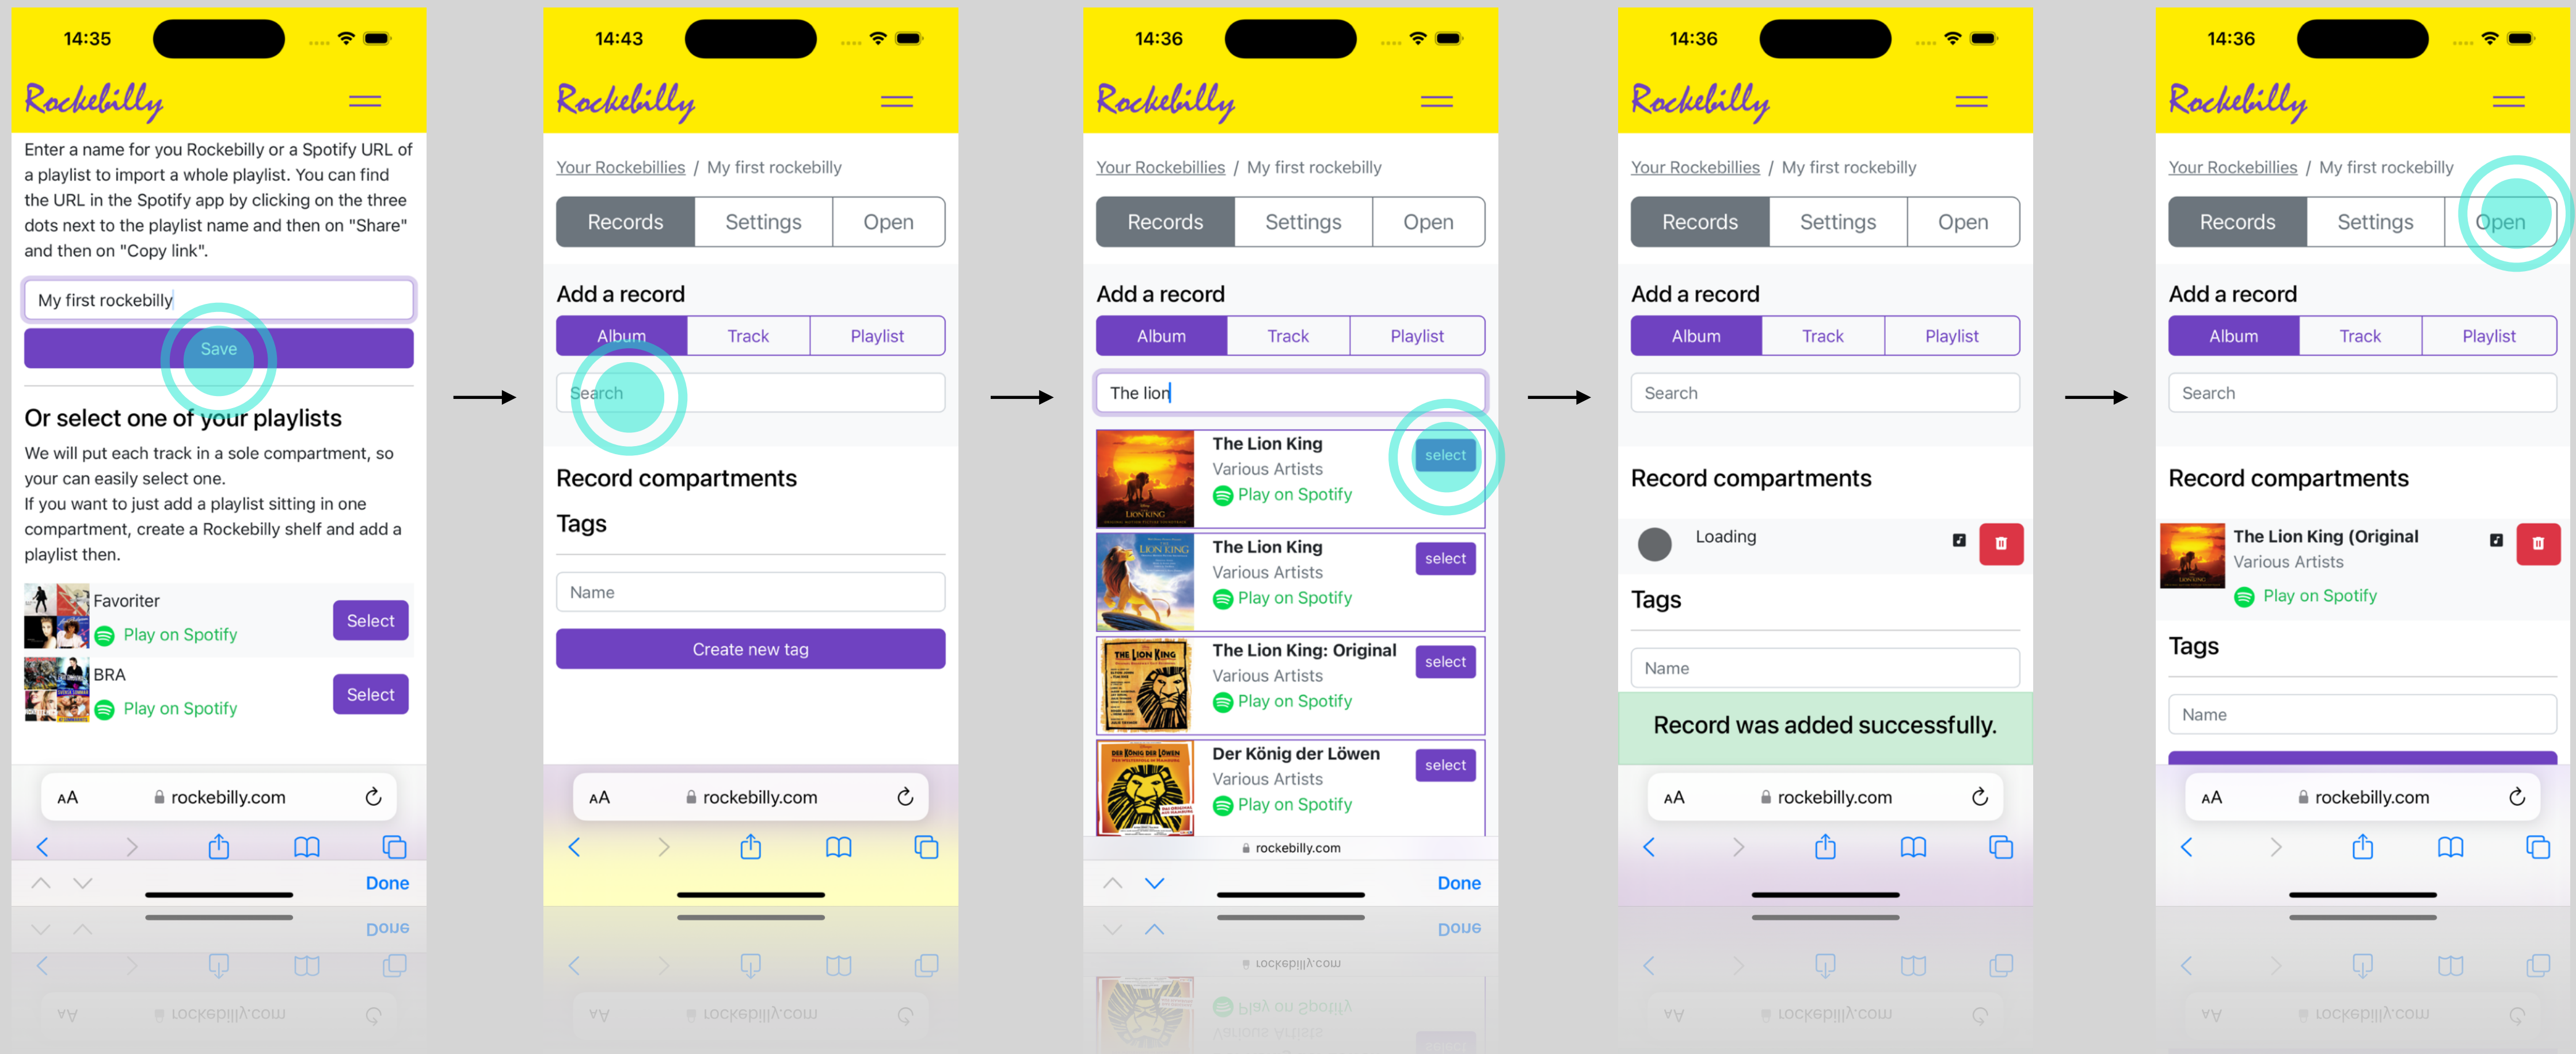 14:35
Rockebilly
Enter a name for you Rockebilly or a Spotify URL of
a playlist to import a whole playlist. You can find
the URL in the Spotify app by clicking on the three
dots next to the playlist name and then on "Share"
and then on "Copy link".
My first rockebilly
Save
Or select one of your playlists
We will put each track in a sole compartment, so
your can easily select one.
If you want to just add a playlist sitting in one
compartment, create a Rockebilly shelf and add a
playlist then.
Favoriter
Play on Spotify
Select
BRA
Play on Spotify
Select
AA rockebilly.com
Done
14:43
Rockebilly
Your Rockebillies / My first rockebilly
Records Settings Open
Add a record
Album Track Playlist
Search
Record compartments
Tags
Name
Create new tag
AA rockebilly.com
14:36
Rockebilly
Your Rockebillies / My first rockebilly
Records Settings Open
Add a record
Album Track Playlist
The lion
The Lion King
Various Artists
Play on Spotify
select
LION KING
The Lion King
Various Artists
Play on Spotify
select
THE LION KING
The Lion King: Original
Various Artists
Play on Spotify
select
DER KÖNIG DER LÖWEN
Der König der Löwen
Various Artists
Play on Spotify
select
rockebilly.com
Done
14:36
Rockebilly
Your Rockebillies / My first rockebilly
Records Settings Open
Add a record
Album Track Playlist
Search
Record compartments
Loading
Tags
Name
Record was added successfully.
AA rockebilly.com
14:36
Rockebilly
Your Rockebillies / My first rockebilly
Records Settings Open
Add a record
Album Track Playlist
Search
Record compartments
The Lion King (Original
Various Artists
Play on Spotify
Tags
Name
AA rockebilly.com